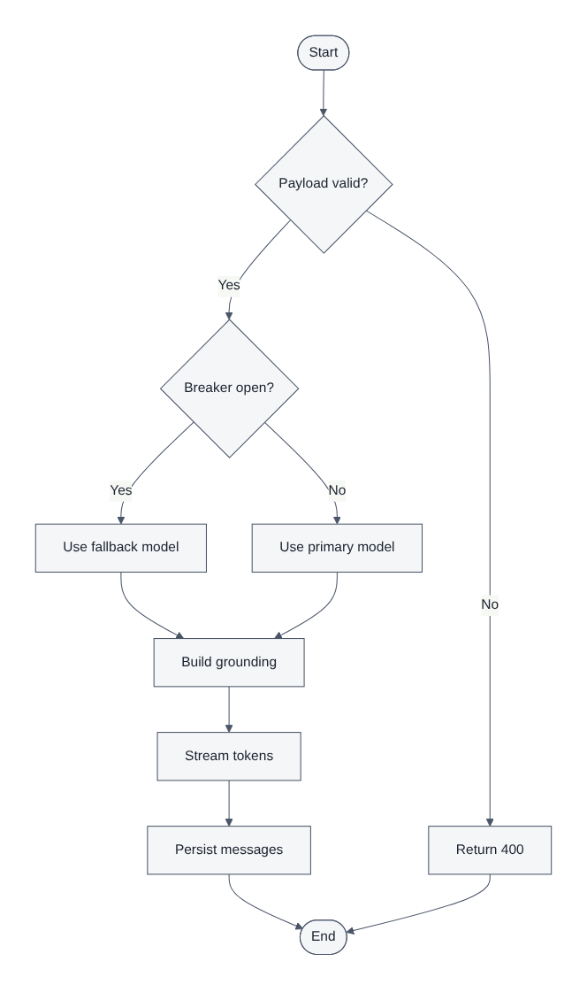 Start
Payload valid?
Yes
Breaker open?
Yes
No
Use fallback model
Use primary model
No
Build grounding
Stream tokens
Persist messages
Return 400
End